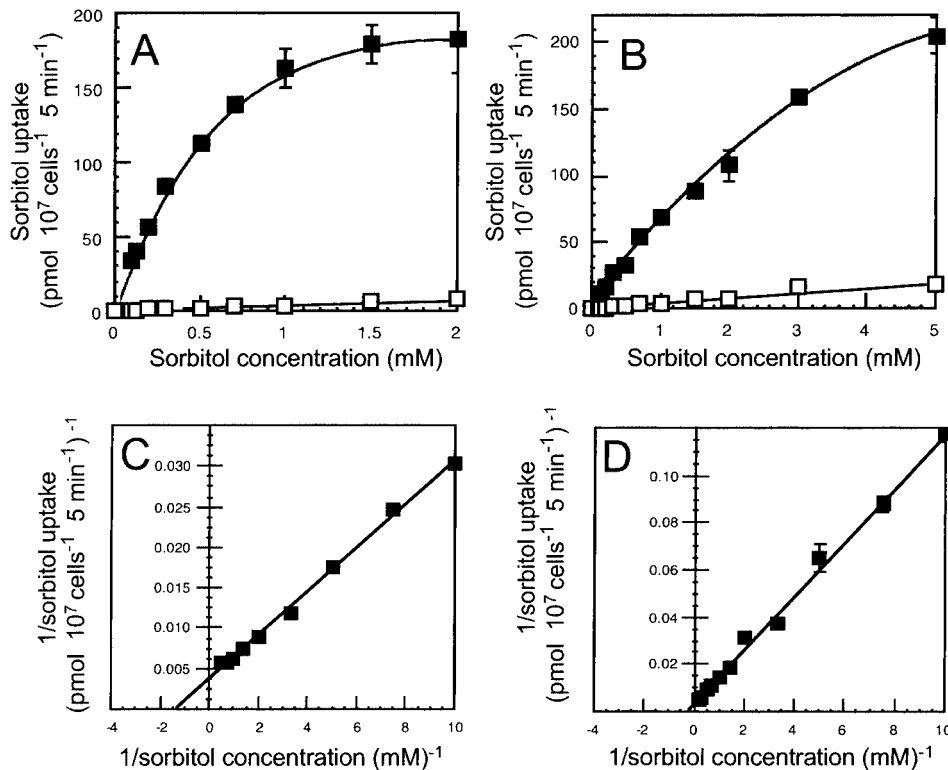 A
Sorbitol uptake
(pmol 10⁷ cells⁻¹ 5 min⁻¹)
200
150
100
50
0
0 0.5 1 1.5 2
Sorbitol concentration (mM)
B
Sorbitol uptake
(pmol 10⁷ cells⁻¹ 5 min⁻¹)
200
150
100
50
0
0 1 2 3 4 5
Sorbitol concentration (mM)
C
1/sorbitol uptake
(pmol 10⁷ cells⁻¹ 5 min⁻¹)⁻¹
0.030
0.025
0.020
0.015
0.010
0.005
-4 -2 0 2 4 6 8 10
1/sorbitol concentration (mM)⁻¹
D
1/sorbitol uptake
(pmol 10⁷ cells⁻¹ 5 min⁻¹)⁻¹
0.10
0.08
0.06
0.04
0.02
-4 -2 0 2 4 6 8 10
1/sorbitol concentration (mM)⁻¹